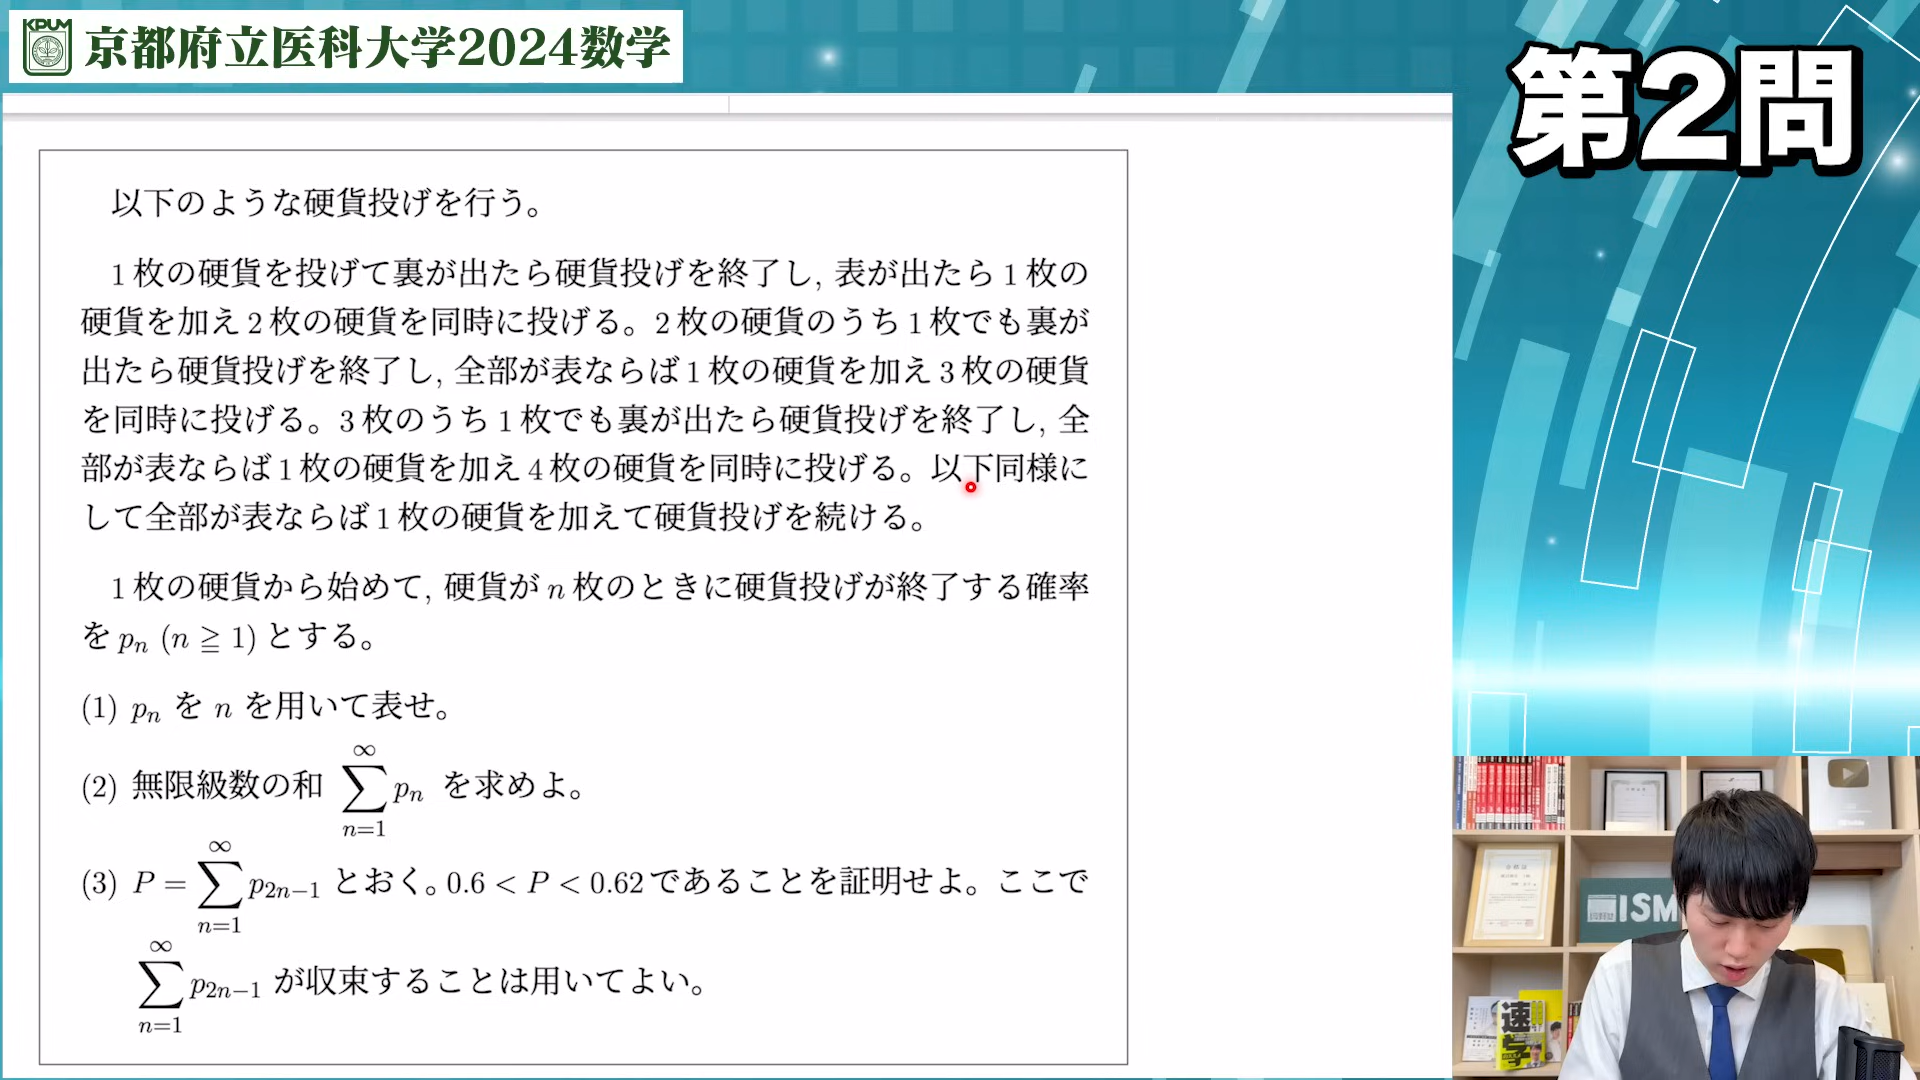 KPUM
京都府立医科大学2024数学
第2問
以下のような硬貨投げを行う。
1枚の硬貨を投げて裏が出たら硬貨投げを終了し, 表が出たら1枚の
硬貨を加え2枚の硬貨を同時に投げる。2枚の硬貨のうち1枚でも裏が
出たら硬貨投げを終了し, 全部が表ならば1枚の硬貨を加え3枚の硬貨
を同時に投げる。3枚のうち1枚でも裏が出たら硬貨投げを終了し, 全
部が表ならば1枚の硬貨を加え4枚の硬貨を同時に投げる。以下同様に
して全部が表ならば1枚の硬貨を加えて硬貨投げを続ける。
1枚の硬貨から始めて, 硬貨が n 枚のときに硬貨投げが終了する確率
を pₙ (n ≧ 1) とする。
(1) pₙ を n を用いて表せ。
(2) 無限級数の和 ∑_{n=1}^{∞} pₙ を求めよ。
(3) P = ∑_{n=1}^{∞} p_{2n−1} とおく。0.6 < P < 0.62であることを証明せよ。ここで
∑_{n=1}^{∞} p_{2n−1} が収束することは用いてよい。
ISM
速